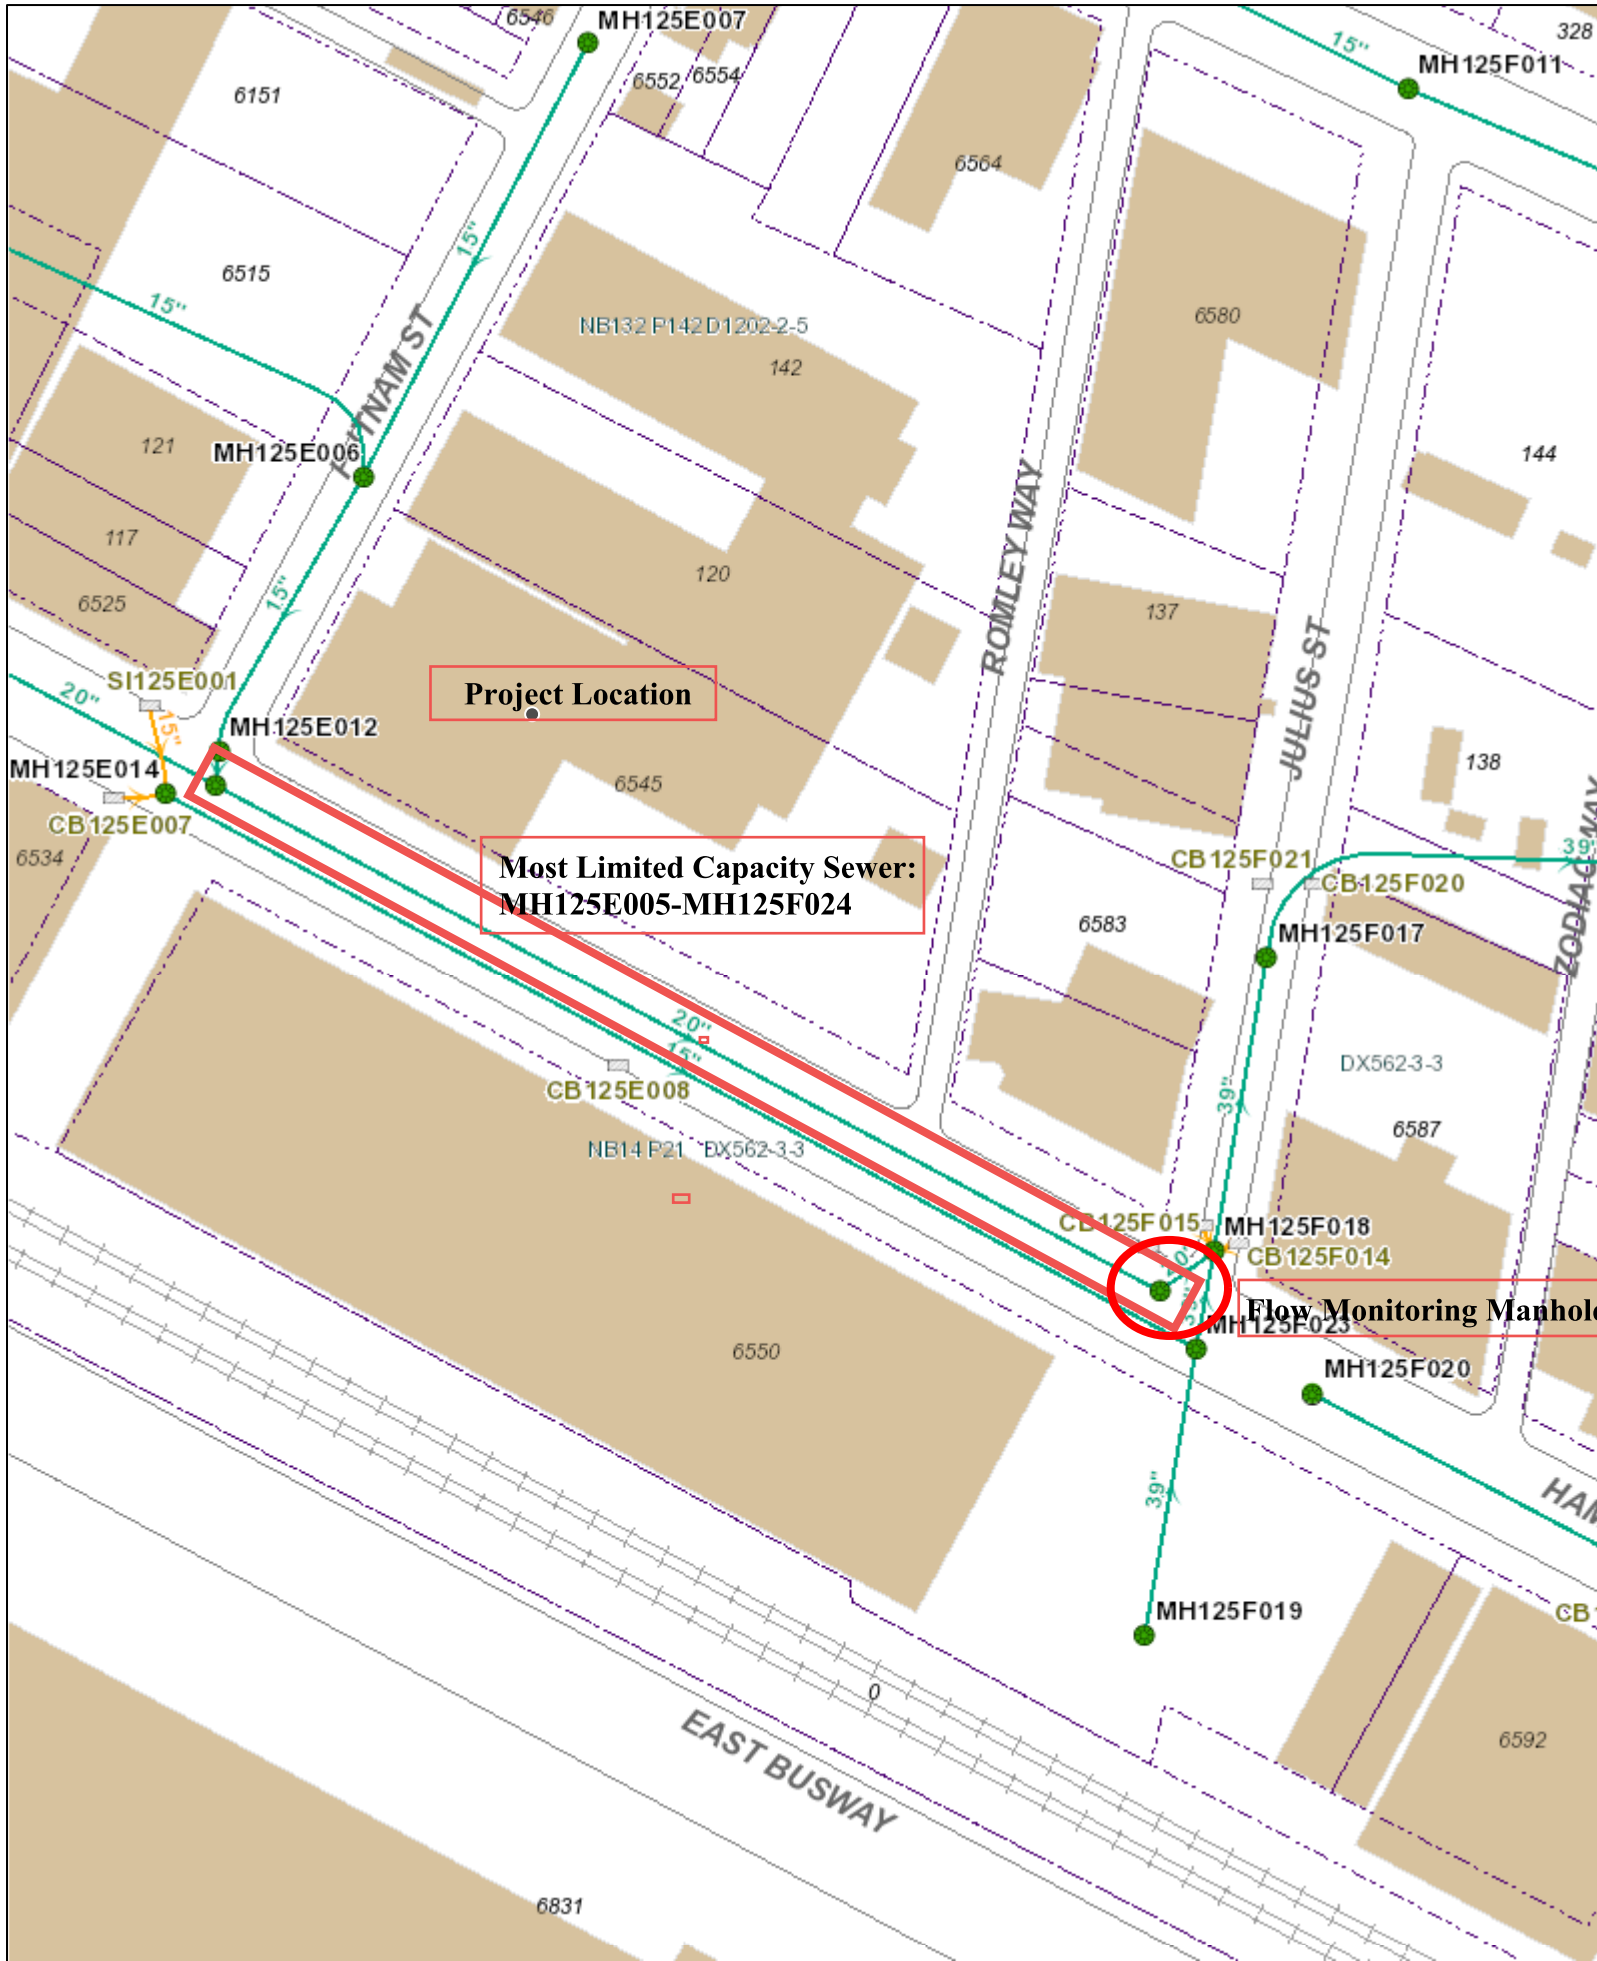 6546
MH125E007
328
15"
MH125F011
6552
6554
6151
6564
15"
6515
15"
NB132 P142 D1202-2-5
6580
142
121
MH125E006
144
117
120
ROMLEY WAY
15"
6525
137
SI125E001
20"
15"
Project Location
JULIUS ST
MH125E012
MH125E014
138
6545
CB125E007
39"
6534
Most Limited Capacity Sewer:
MH125E005-MH125F024
CB125F021
CB125F020
6583
MH125F017
20"
15"
CB125E008
DX562-3-3
39"
6587
NB14 P21 DX562-3-3
CB125F015
MH125F018
CB125F014
20"
Flow Monitoring Manhole
MH125F023
6550
MH125F020
39"
MH125F019
0
EAST BUSWAY
6592
6831